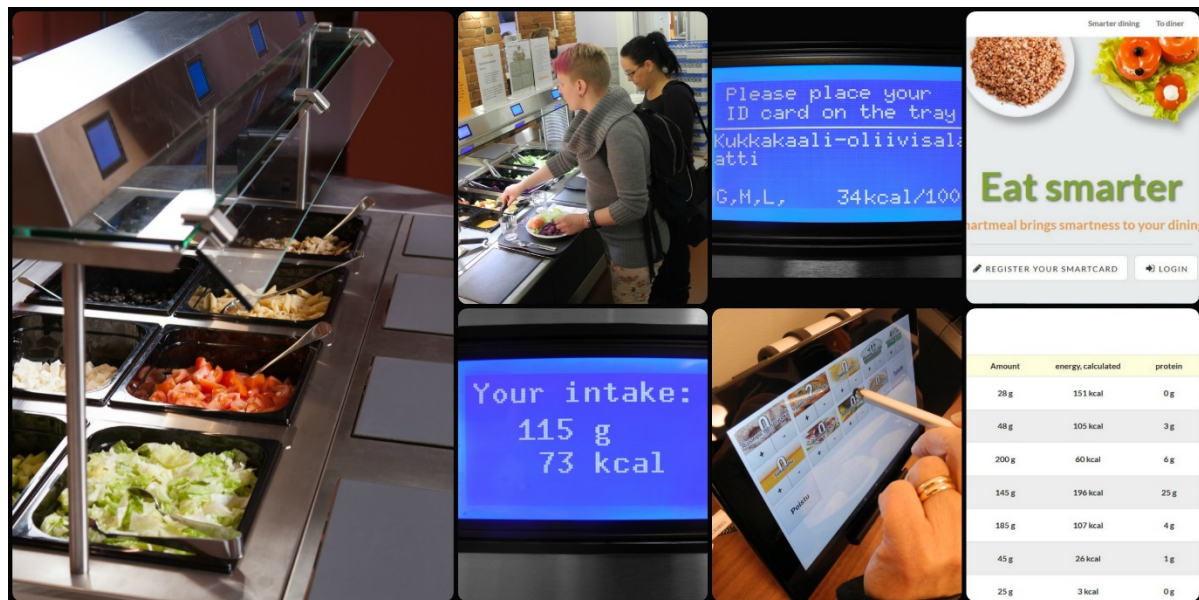 Please place your
ID card on the tray
Kukkakaali-oliivisala
atti
G,M,L, 34kcal/100
Smarter dining To diner
Eat smarter
martmeal brings smartness to your dining
REGISTER YOUR SMARTCARD LOGIN
Your intake:
115 g
73 kcal
Poistu
Amount energy, calculated protein
28 g 151 kcal 0 g
48 g 105 kcal 3 g
200 g 60 kcal 6 g
145 g 196 kcal 25 g
185 g 107 kcal 4 g
45 g 26 kcal 1 g
25 g 3 kcal 0 g